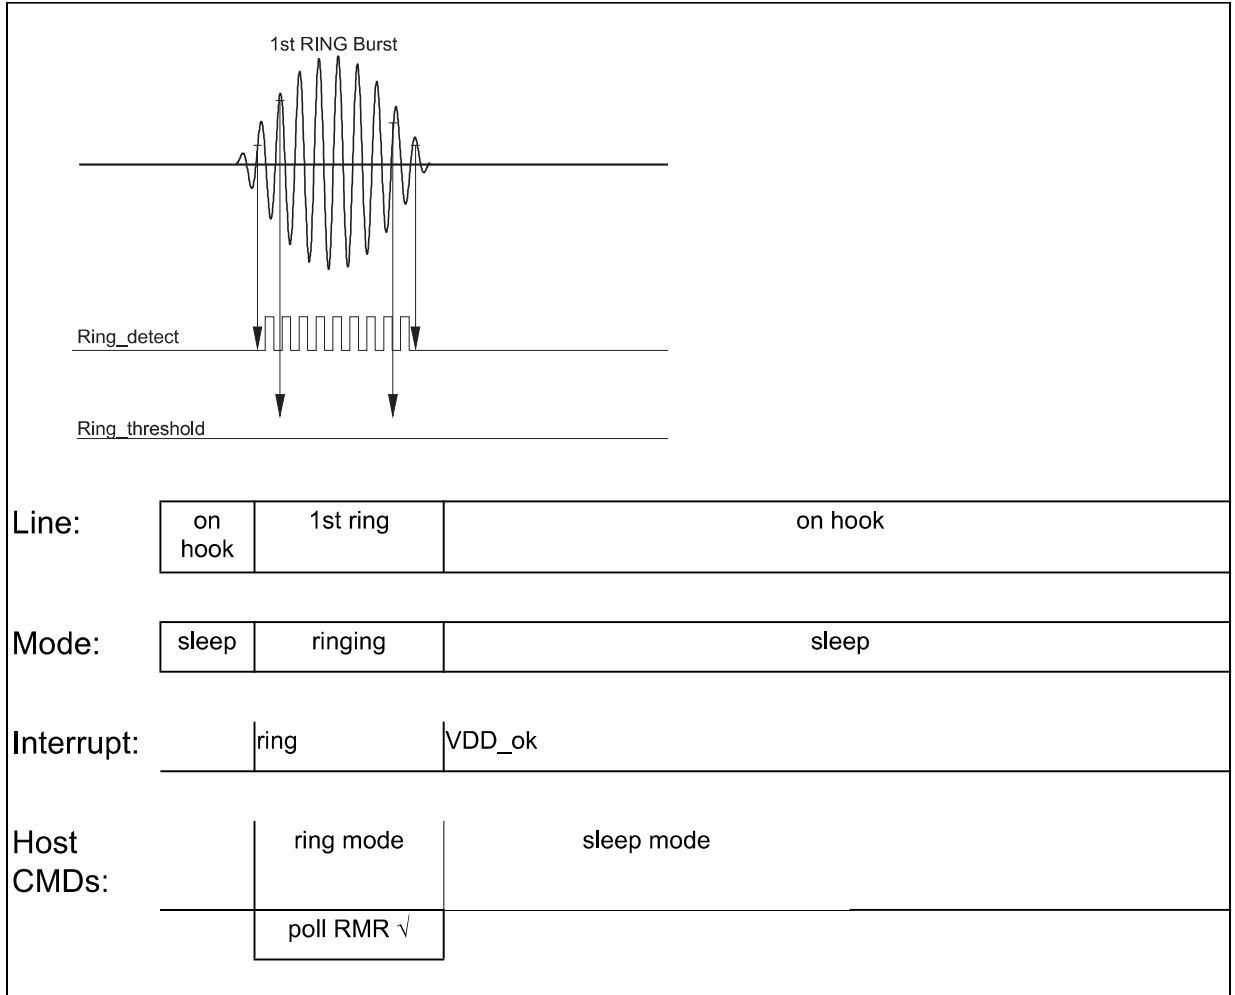 1st RING Burst
Ring_detect
Ring_threshold
Line:
on
hook
1st ring
on hook
Mode:
sleep
ringing
sleep
Interrupt:
ring
VDD_ok
Host
CMDs:
ring mode
sleep mode
poll RMR √